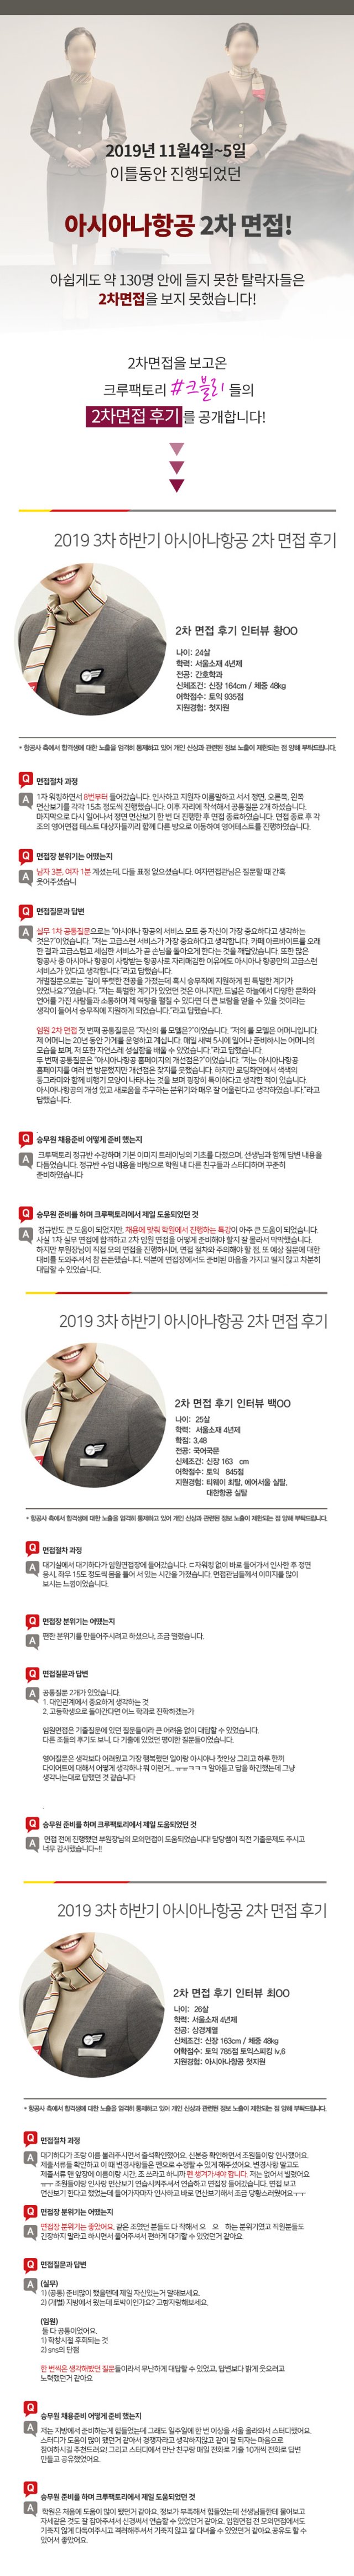 2019년 11월4일~5일
이틀동안 진행되었던
아시아나항공 2차 면접!
아쉽게도 약 130명 안에 들지 못한 탈락자들은
2차면접을 보지 못했습니다!
2차면접을 보고온
크루팩토리 #크블리 들의
2차면접 후기 를 공개합니다!
2019 3차 하반기 아시아나항공 2차 면접 후기
2차 면접 후기 인터뷰 황OO
나이: 24살
학력: 서울소재 4년제
전공: 간호학과
신체조건: 신장 164cm / 체중 48kg
어학점수: 토익 935점
지원경험: 첫지원
* 항공사 측에서 합격생에 대한 노출을 엄격히 통제하고 있어 개인 신상과 관련된 정보 노출이 제한되는 점 양해 부탁드립니다.
Q 면접절차 과정
A 1자 워킹하면서 8번부터 들어갔습니다. 인사하고 지원자 이름말하고 서서 정면, 오른쪽, 왼쪽
면산보기를 각각 15초 정도씩 진행했습니다. 이후 자리에 착석해서 공통질문 2개 하셨습니다.
마지막으로 다시 일어나서 정면 면산보기 한 번 더 진행한 후 면접 종료하였습니다. 면접 종료 후 각
조의 영어면접 테스트 대상자들끼리 함께 다른 방으로 이동하여 영어테스트를 진행하였습니다.
Q 면접장 분위기는 어땠는지
A 남자 3분, 여자 1분 계셨는데, 다들 표정 없으셨습니다. 여자면접관님은 질문할 때 간혹
웃어주셨습니
Q 면접질문과 답변
A 실무 1차 공통질문으로는 "아시아나 항공의 서비스 모토 중 자신이 가장 중요하다고 생각하는
것은?"이었습니다. "저는 고급스런 서비스가 가장 중요하다고 생각합니다. 카페 아르바이트를 오래
한 결과 고급스럽고 세심한 서비스가 곧 손님을 돌아오게 한다는 것을 깨달았습니다. 또한 많은
항공사 중 아시아나 항공이 사랑받는 항공사로 자리매김한 이유에도 아시아나 항공만의 고급스런
서비스가 있다고 생각합니다."라고 답했습니다.
개별질문으로는 "길이 뚜렷한 전공을 가졌는데 혹시 승무직에 지원하게 된 특별한 계기가
있었나요?"였습니다. "저는 특별한 계기가 있었던 것은 아니지만, 드넓은 하늘에서 다양한 문화와
언어를 가진 사람들과 소통하며 제 역량을 펼칠 수 있다면 더 큰 보람을 얻을 수 있을 것이라는
생각이 들어서 승무직에 지원하게 되었습니다."라고 답했습니다.
임원 2차 면접 첫 번째 공통질문은 "자신의 롤 모델은?"이었습니다. "저의 롤 모델은 어머니입니다.
제 어머니는 20년 동안 가게를 운영하고 계십니다. 매일 새벽 5시에 일어나 준비하시는 어머니의
모습을 보며, 저 또한 자연스레 성실함을 배울 수 있었습니다."라고 답했습니다.
두 번째 공통질문은 "아시아나항공 홈페이지의 개선점은?"이었습니다. "저는 아시아나항공
홈페이지를 여러 번 방문했지만 개선점은 찾지를 못했습니다. 하지만 로딩화면에서 색색의
동그라미와 함께 비행기 모양이 나타나는 것을 보며 굉장히 특이하다고 생각한 적이 있습니다.
아시아나항공의 개성 있고 새로움을 추구하는 분위기와 매우 잘 어울린다고 생각하였습니다."라고
답했습니다.
Q 승무원 채용준비 어떻게 준비 했는지
A 크루팩토리 정규반 수강하며 기본 이미지 트레이닝의 기초를 다졌으며, 선생님과 함께 답변 내용을
다듬었습니다. 정규반 수업 내용을 바탕으로 학원 내 다른 친구들과 스터디하며 꾸준히
준비하였습니다
Q 승무원 준비를 하며 크루팩토리에서 제일 도움되었던 것
A 정규반도 큰 도움이 되었지만, 채용에 맞춰 학원에서 진행하는 특강이 아주 큰 도움이 되었습니다.
사실 1차 실무 면접에 합격하고 2차 임원 면접을 어떻게 준비해야 할지 잘 몰라서 막막했습니다.
하지만 부원장님이 직접 모의 면접을 진행하시며, 면접 절차와 주의해야 할 점, 또 예상 질문에 대한
대비를 도와주셔서 참 든든했습니다. 덕분에 면접장에서도 준비된 마음을 가지고 떨지 않고 차분히
대답할 수 있었습니다.
2019 3차 하반기 아시아나항공 2차 면접 후기
2차 면접 후기 인터뷰 백OO
나이: 25살
학력: 서울소재 4년제
학점: 3.48
전공: 국어국문
신체조건: 신장 163 cm
어학점수: 토익 845점
지원경험: 티웨이 최탈, 에어서울 실탈,
대한항공 실탈
* 항공사 측에서 합격생에 대한 노출을 엄격히 통제하고 있어 개인 신상과 관련된 정보 노출이 제한되는 점 양해 부탁드립니다.
Q 면접절차 과정
A 대기실에서 대기하다가 임원면접장에 들어갔습니다. ㄷ자워킹 없이 바로 들어가서 인사한 후 정면
응시, 좌우 15도 정도씩 몸을 틀어 서 있는 시간을 가졌습니다. 면접관님들께서 이미지를 많이
보시는 느낌이었습니다.
Q 면접장 분위기는 어땠는지
A 편한 분위기를 만들어주시려고 하셨으나, 조금 떨렸습니다.
Q 면접질문과 답변
A 공통질문 2개가 있었습니다.
1. 대인관계에서 중요하게 생각하는 것
2. 고등학생으로 돌아간다면 어느 학과로 진학하겠는가
임원면접은 기출질문에 있던 질문들이라 큰 어려움 없이 대답할 수 있었습니다.
다른 조들의 후기도 보니, 다 기출에 있었던 평이한 질문들이었습니다.
영어질문은 생각보다 어려웠고 가장 행복했던 일이랑 아시아나 첫인상 그리고 하루 한끼
다이어트에 대해서 어떻게 생각하냐 뭐 이런거... ㅠㅠㅋㅋㅋ 알아듣고 답을 하긴했는데 그냥
생각나는대로 답했던 것 같습니다
Q 승무원 준비를 하며 크루팩토리에서 제일 도움되었던 것
A 면접 전에 진행했던 부원장님의 모의면접이 도움되었습니다! 담당쌤이 직전 기출문제도 주시고
너무 감사했습니다~!!
2019 3차 하반기 아시아나항공 2차 면접 후기
2차 면접 후기 인터뷰 최OO
나이: 26살
학력: 서울소재 4년제
전공: 상경계열
신체조건: 신장 163cm / 체중 48kg
어학점수: 토익 785점 토익스피킹 lv.6
지원경험: 아시아나항공 첫지원
* 항공사 측에서 합격생에 대한 노출을 엄격히 통제하고 있어 개인 신상과 관련된 정보 노출이 제한되는 점 양해 부탁드립니다.
Q 면접절차 과정
A 대기하다가 조랑 이름 불러주시면서 출석확인했어요. 신분증 확인하면서 조원들이랑 인사했어요.
제출서류들 확인하고 이 때 변경사항들은 펜으로 수정할 수 있게 해주셨어요. 변경사항 말고도
제출서류 맨 앞장에 이름이랑 시간, 조 쓰라고 하니까 펜 챙겨가셔야 합니다. 저는 없어서 빌렸어요
ㅠㅜ 조원들이랑 인사랑 면산보기 연습시켜주셔서 연습하고 면접장 들어갔습니다. 면접 보고
면산보기 한다고 했었는데 들어가자마자 인사하고 바로 면산보기해서 조금 당황스러웠어요ㅜㅜ
Q 면접장 분위기는 어땠는지
A 면접장 분위기는 좋았어요. 같은 조였던 분들도 다 착해서 으 으 하는 분위기였고 직원분들도
긴장하지 말라고 하시면서 풀어주셔서 편하게 대기할 수 있었던거 같아요.
Q 면접질문과 답변
A (실무)
1) (공통) 준비많이 했을텐데 제일 자신있는거 말해보세요.
2) (개별) 지방에서 왔는데 토박이인가요? 고향자랑해보세요.
(임원)
둘 다 공통이었어요.
1) 학창시절 후회되는 것
2) sns의 단점
한 번씩은 생각해봤던 질문들이라서 무난하게 대답할 수 있었고, 답변보다 밝게 웃으려고
노력했던거 같아요
Q 승무원 채용준비 어떻게 준비 했는지
A 저는 지방에서 준비하는게 힘들었는데 그래도 일주일에 한 번 이상을 서울 올라와서 스터디했어요.
스터디가 도움이 많이 됐던거 같아서 경쟁자라고 생각하지않고 같이 잘 되자는 마음으로
참여하시길 추천드려요! 그리고 스터디에서 만난 친구랑 매일 전화로 기출 10개씩 전화로 답변
만들고 공유했었어요.
Q 승무원 준비를 하며 크루팩토리에서 제일 도움되었던 것
A 학원은 처음에 도움이 많이 됐던거 같아요. 정보가 부족해서 힘들었는데 선생님들한테 물어보고
자세같은 것도 잘 잡아주셔서 신경써서 연습할 수 있었던거 같아요. 임원면접 전 모의면접에서도
기죽지 않게 다독여주시고 격려해주셔서 기죽지 않고 잘 다녀올 수 있었던거 같아요.공유도 할 수
있어서 좋았어요.